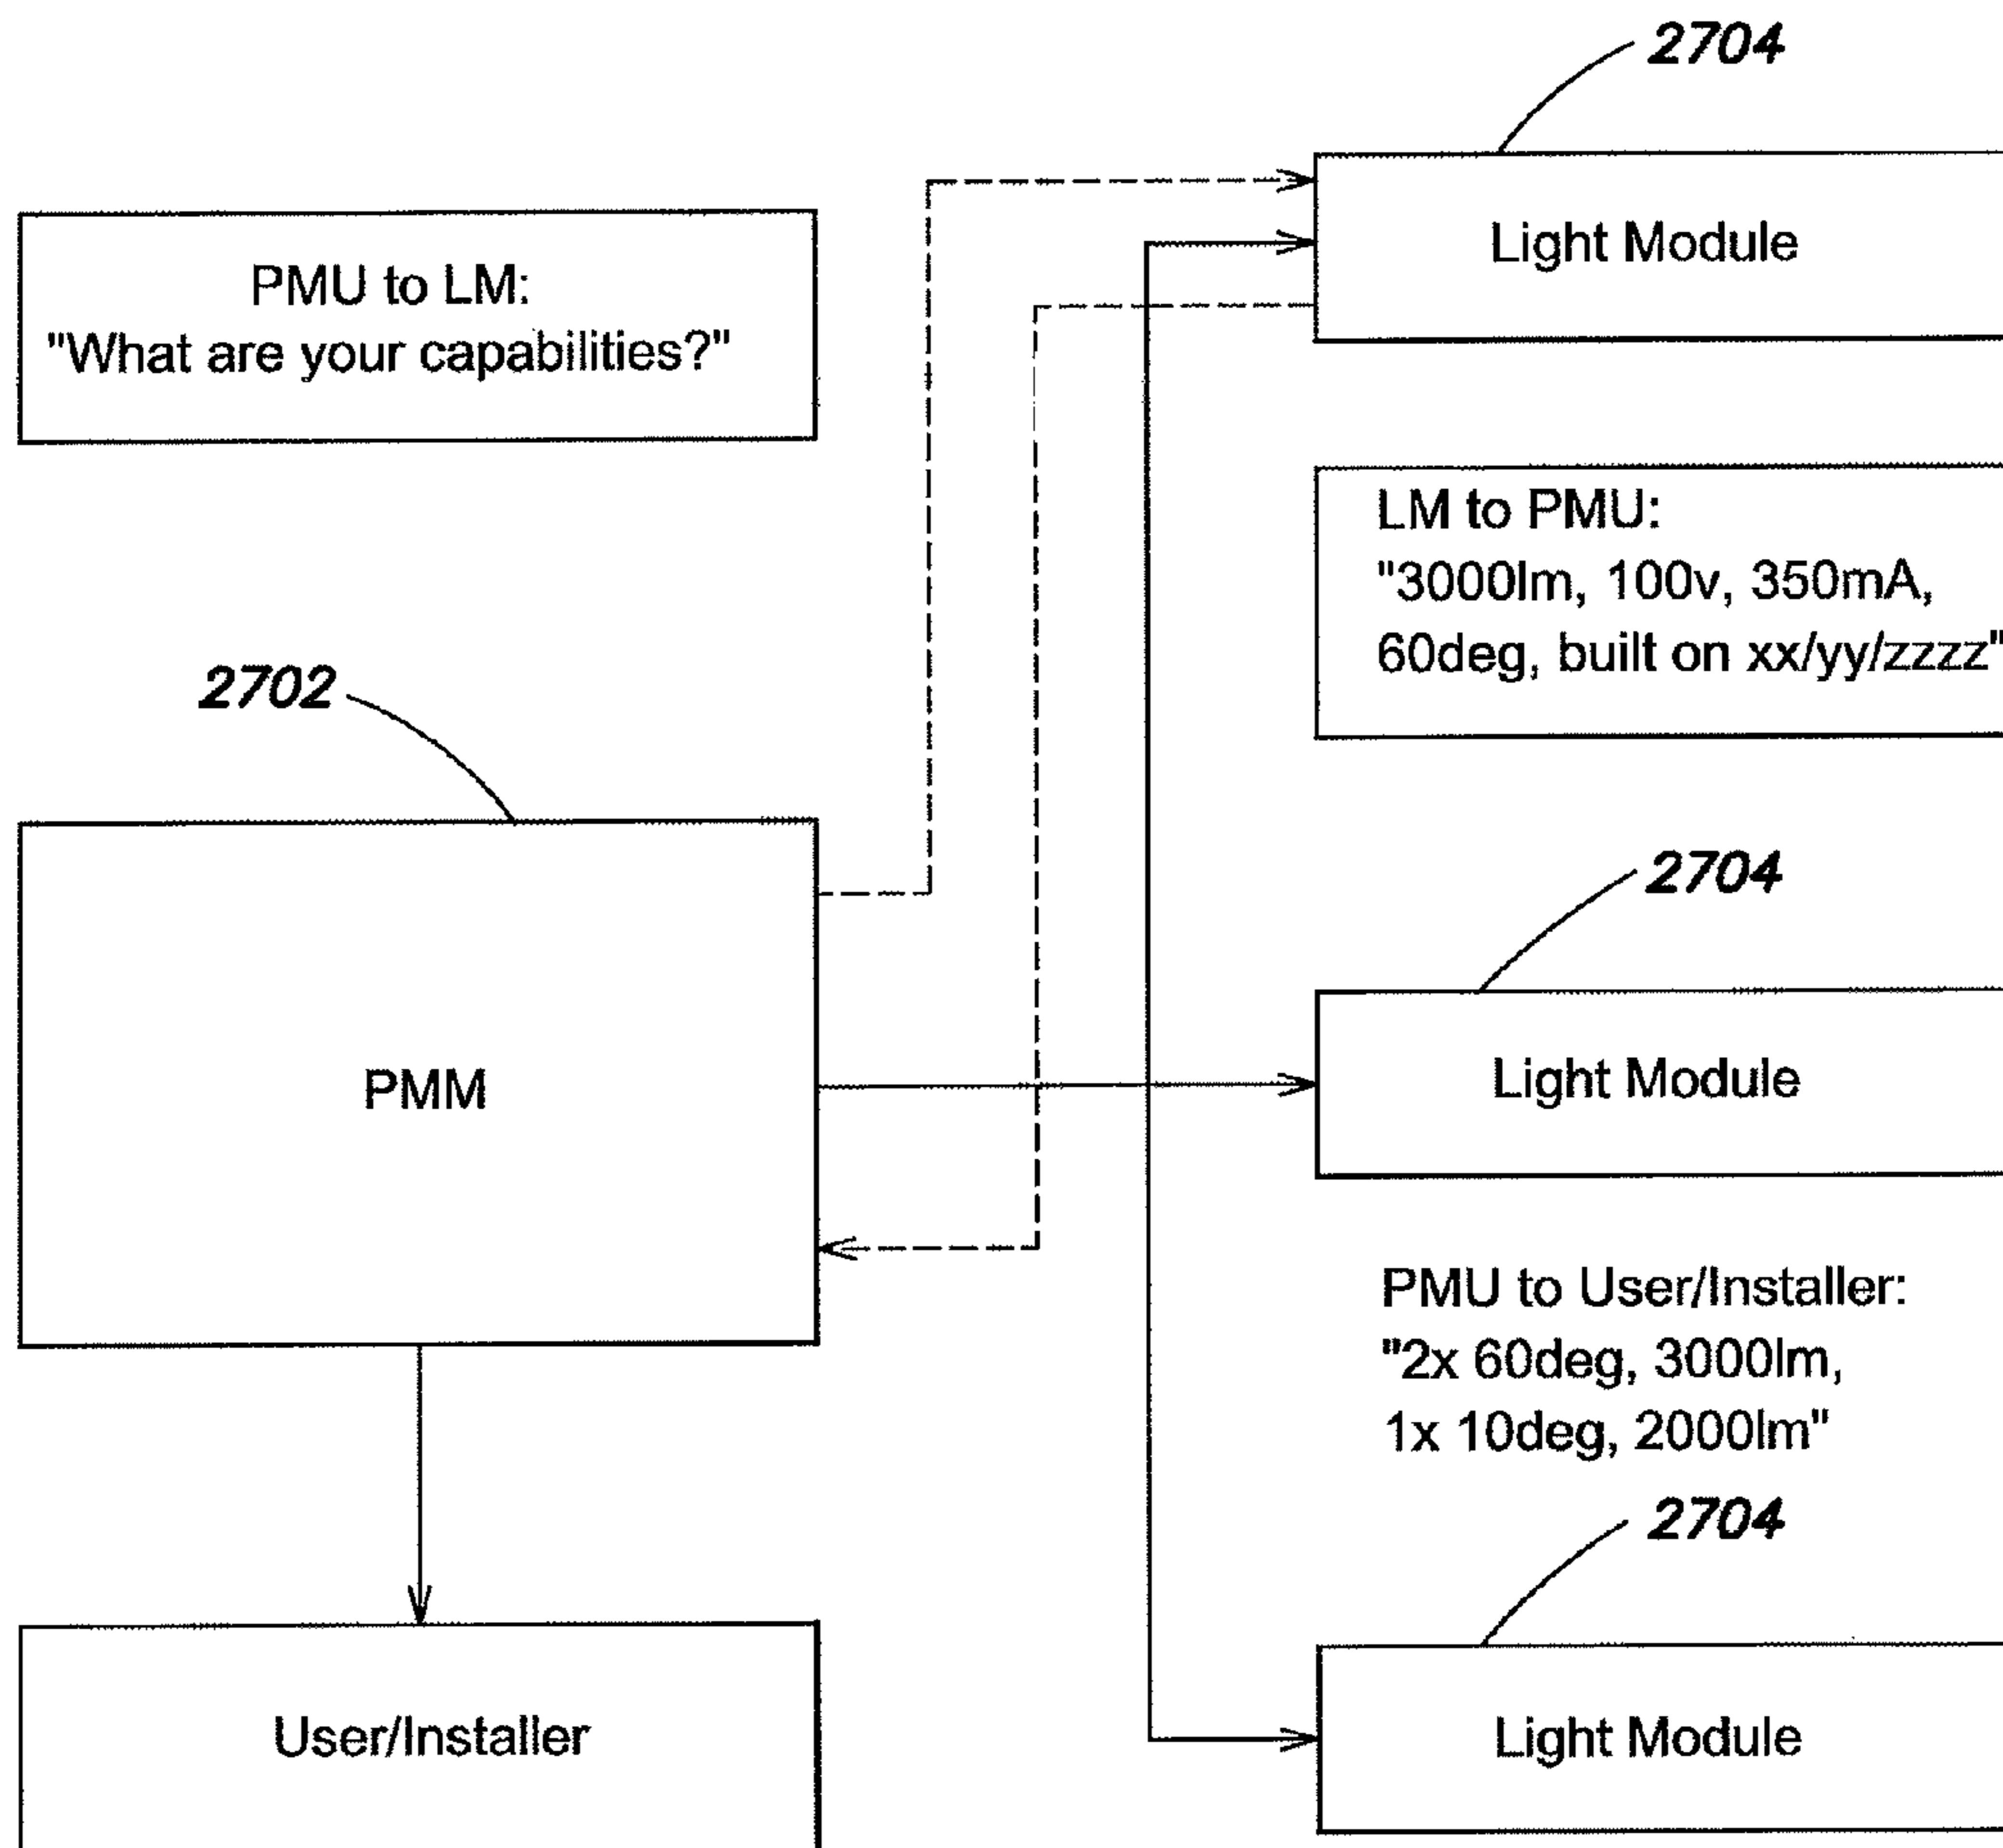 2704
Light Module
PMU to LM:
"What are your capabilities?"
LM to PMU:
"3000lm, 100v, 350mA,
60deg, built on xx/yy/zzzz"
2702
PMM
2704
Light Module
PMU to User/Installer:
"2x 60deg, 3000lm,
1x 10deg, 2000lm"
2704
User/Installer
Light Module